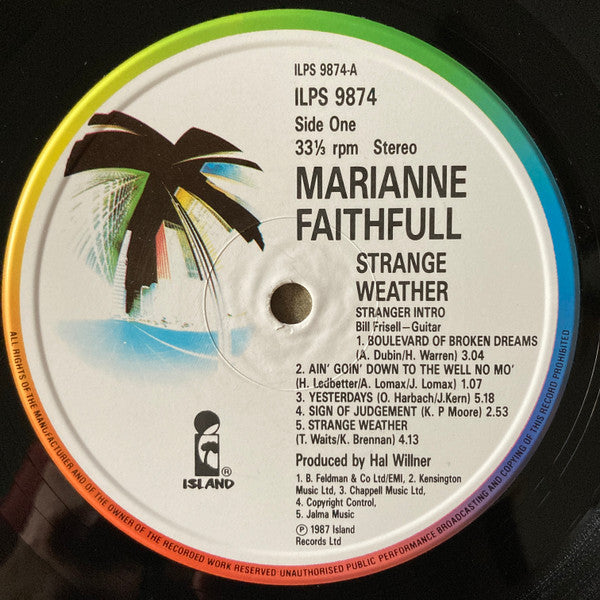 ILPS 9874-A
ILPS 9874
Side One
33⅓ rpm Stereo
MARIANNE
FAITHFULL
STRANGE
WEATHER
STRANGER INTRO
Bill Frisell – Guitar
1. BOULEVARD OF BROKEN DREAMS
(A. Dubin/H. Warren) 3.04
2. AIN' GOIN' DOWN TO THE WELL NO MO'
(H. Ledbetter/A. Lomax/J. Lomax) 1.07
3. YESTERDAYS (O. Harbach/J.Kern) 5.18
4. SIGN OF JUDGEMENT (K. P Moore) 2.53
5. STRANGE WEATHER
(T. Waits/K. Brennan) 4.13
Produced by Hal Willner
1. B. Feldman & Co Ltd/EMI, 2. Kensington
Music Ltd, 3. Chappell Music Ltd,
4. Copyright Control,
5. Jalma Music
℗ 1987 Island
Records Ltd
ISLAND®
ALL RIGHTS OF THE MANUFACTURER AND OF THE OWNER OF THE RECORDED WORK RESERVED UNAUTHORISED PUBLIC PERFORMANCE BROADCASTING AND COPYING OF THIS RECORD PROHIBITED